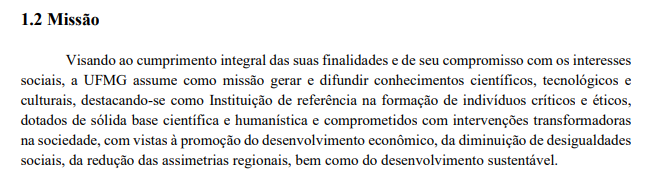 1.2 Missão
Visando ao cumprimento integral das suas finalidades e de seu compromisso com os interesses
sociais, a UFMG assume como missão gerar e difundir conhecimentos científicos, tecnológicos e
culturais, destacando-se como Instituição de referência na formação de indivíduos críticos e éticos,
dotados de sólida base científica e humanística e comprometidos com intervenções transformadoras
na sociedade, com vistas à promoção do desenvolvimento econômico, da diminuição de desigualdades
sociais, da redução das assimetrias regionais, bem como do desenvolvimento sustentável.